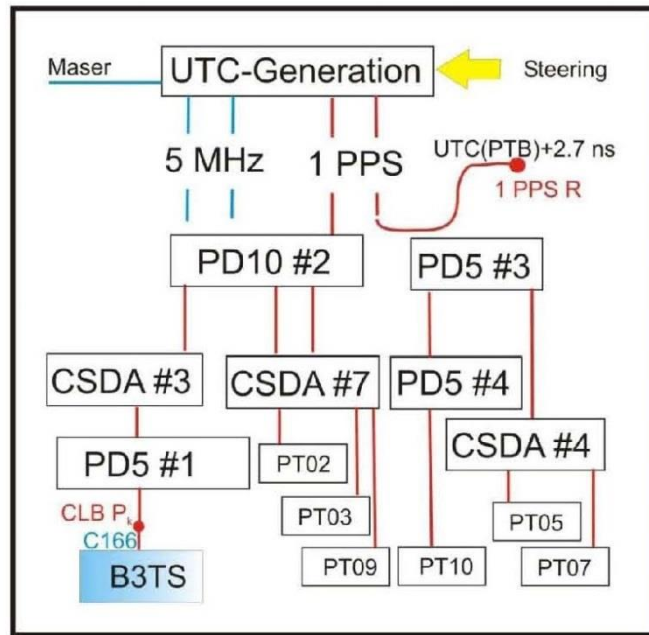 Maser
UTC-Generation
Steering
5 MHz
1 PPS
UTC(PTB)+2.7 ns
1 PPS R
PD10 #2
PD5 #3
CSDA #3
CSDA #7
PD5 #4
PD5 #1
PT02
CSDA #4
CLB Pk
C166
PT03
PT05
B3TS
PT09
PT10
PT07